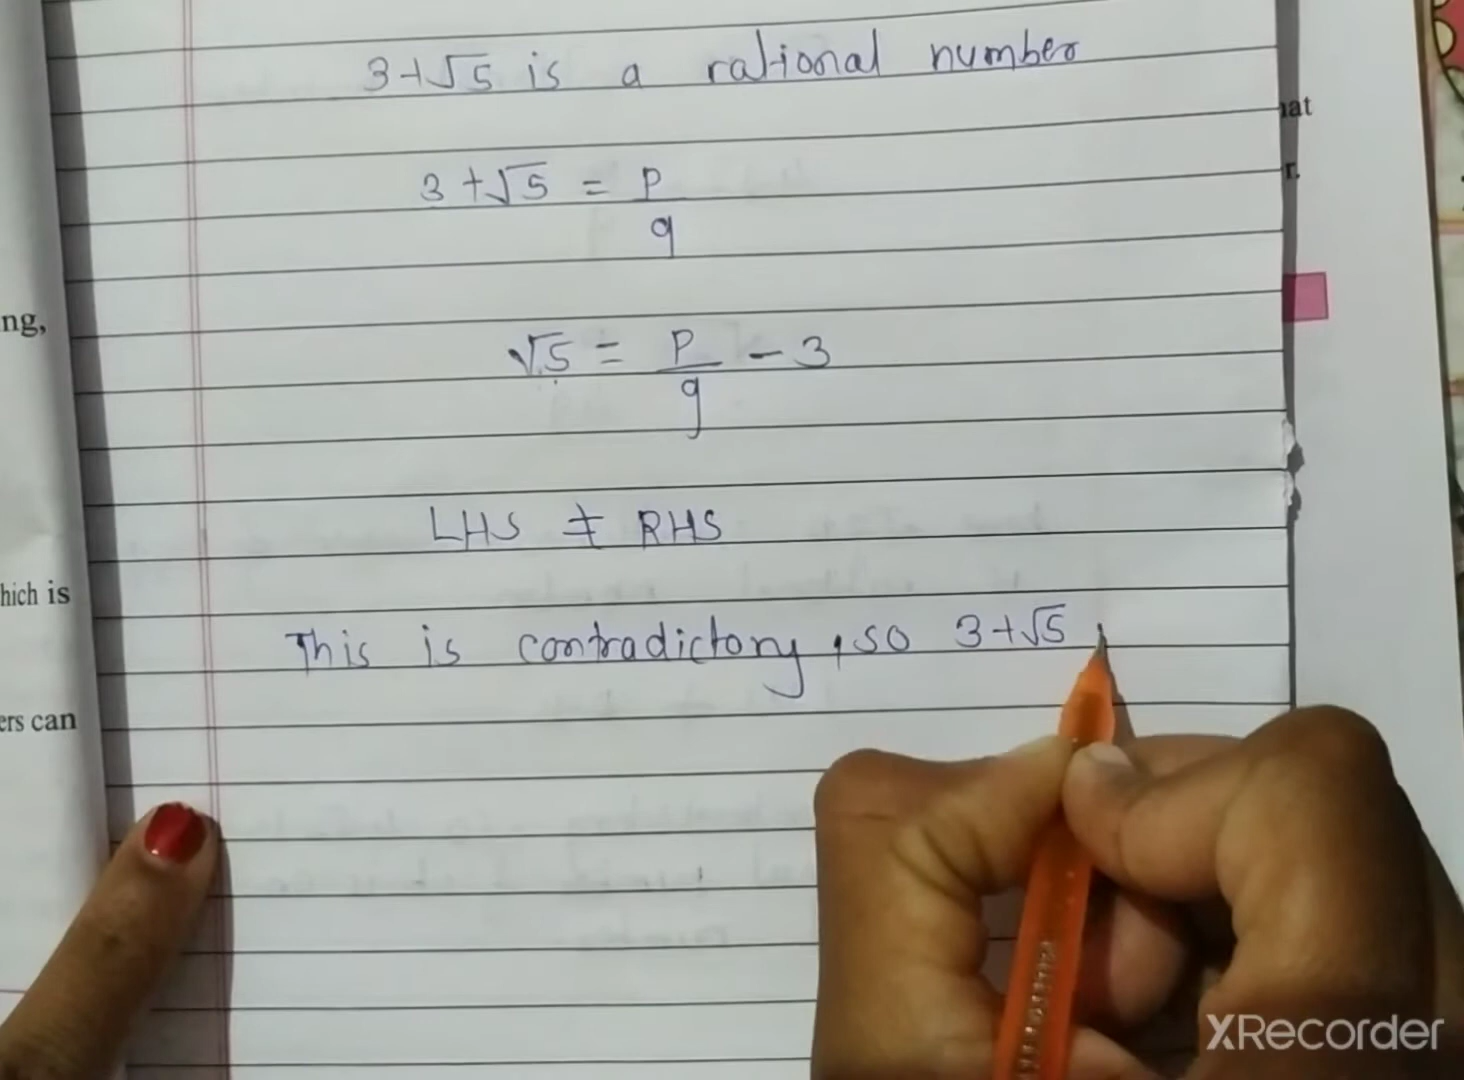 3+√5 is a rational number
hat
3+√5 = p/q
r.
ng,
√5 = p/q - 3
LHS ≠ RHS
hich is
This is contradictory, so 3+√5
ers can
XRecorder